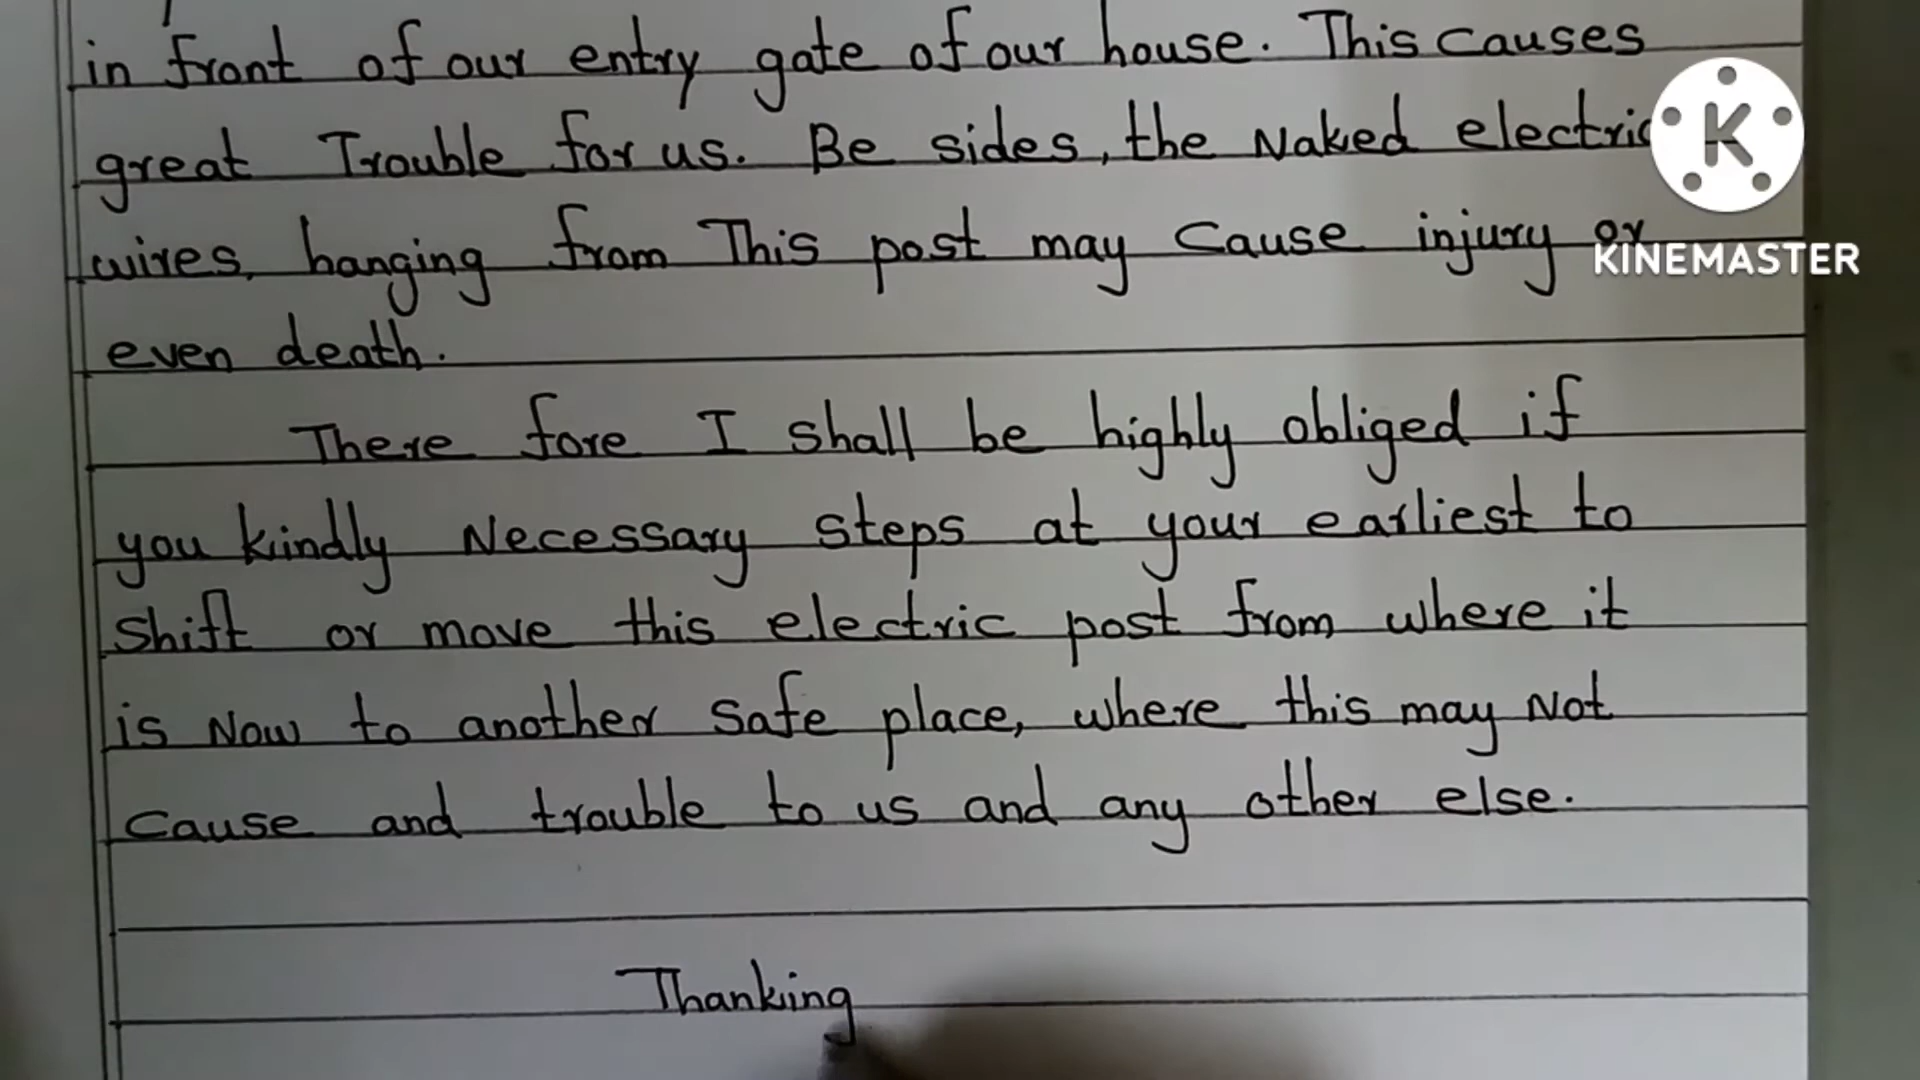 in front of our entry gate of our house. This causes
great Trouble for us. Be sides, the Naked electric
wires, hanging from This post may Cause injury or
even death.
There fore I shall be highly obliged if
you kindly Necessary steps at your earliest to
shift or move this electric post from where it
is Now to another safe place, where this may Not
cause and trouble to us and any other else.
Thanking
K
KINEMASTER